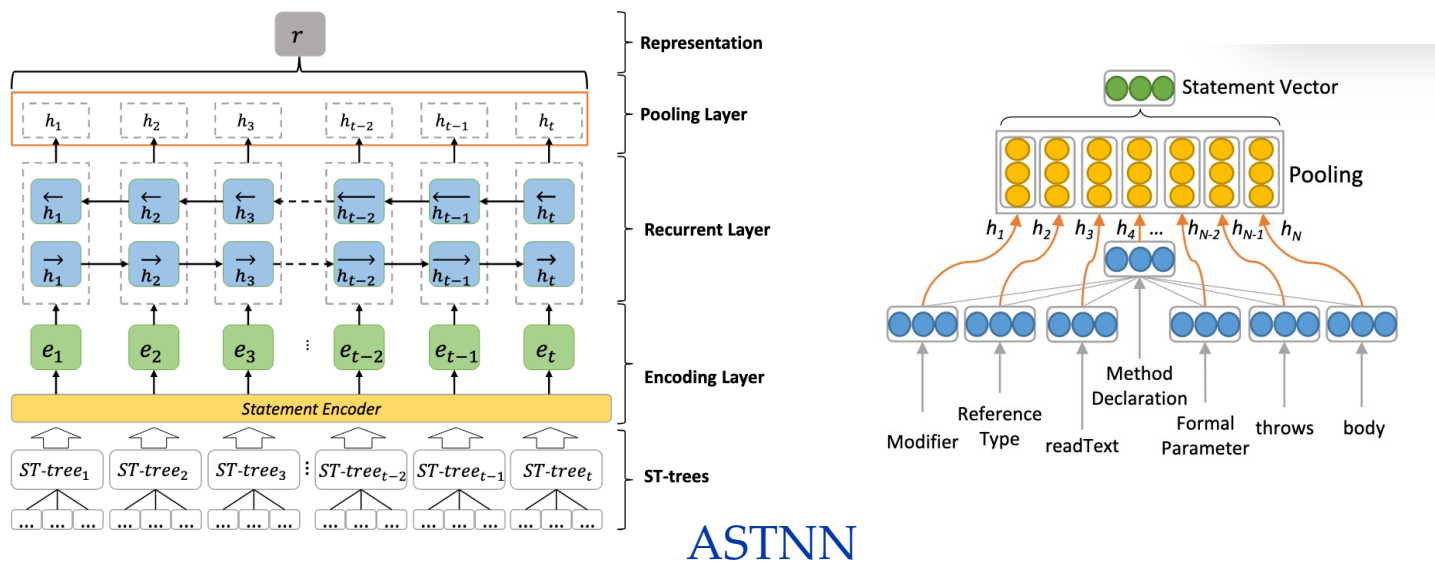 r
Representation
h₁ h₂ h₃ hₜ₋₂ hₜ₋₁ hₜ
Pooling Layer
←h₁ ←h₂ ←h₃ ←hₜ₋₂ ←hₜ₋₁ ←hₜ
Recurrent Layer
→h₁ →h₂ →h₃ →hₜ₋₂ →hₜ₋₁ →hₜ
e₁ e₂ e₃ ... eₜ₋₂ eₜ₋₁ eₜ
Encoding Layer
Statement Encoder
ST-tree₁ ST-tree₂ ST-tree₃ ... ST-treeₜ₋₂ ST-treeₜ₋₁ ST-treeₜ
ST-trees
... ... ... ... ... ... ... ... ... ... ... ... ... ... ... ... ... ...
Statement Vector
Pooling
h₁ h₂ h₃ h₄ ... h_N-2 h_N-1 h_N
Modifier
Reference
Type
readText
Method
Declaration
Formal
Parameter
throws
body
ASTNN